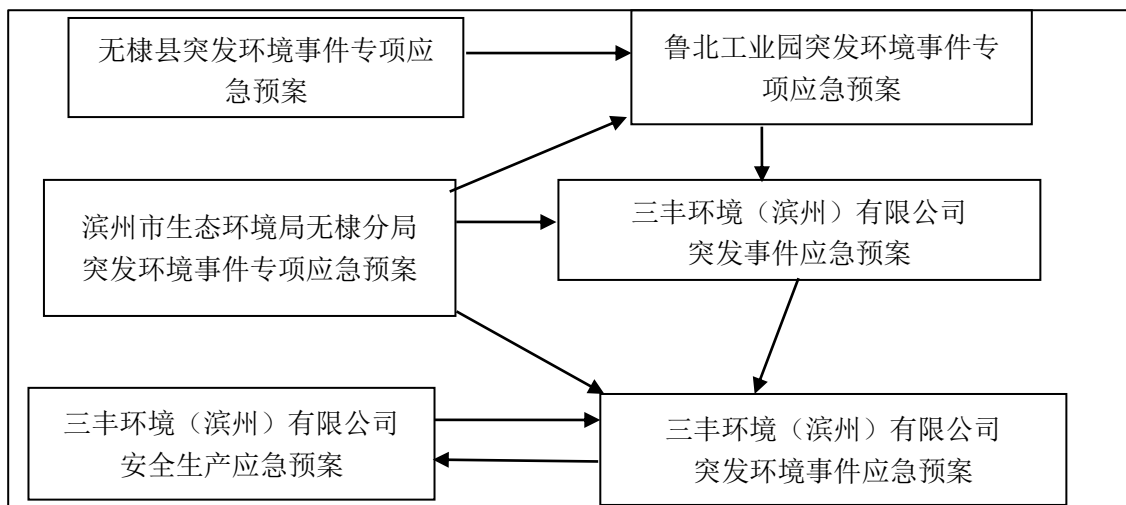 无棣县突发环境事件专项应
急预案
鲁北工业园突发环境事件专
项应急预案
滨州市生态环境局无棣分局
突发环境事件专项应急预案
三丰环境（滨州）有限公司
突发事件应急预案
三丰环境（滨州）有限公司
安全生产应急预案
三丰环境（滨州）有限公司
突发环境事件应急预案